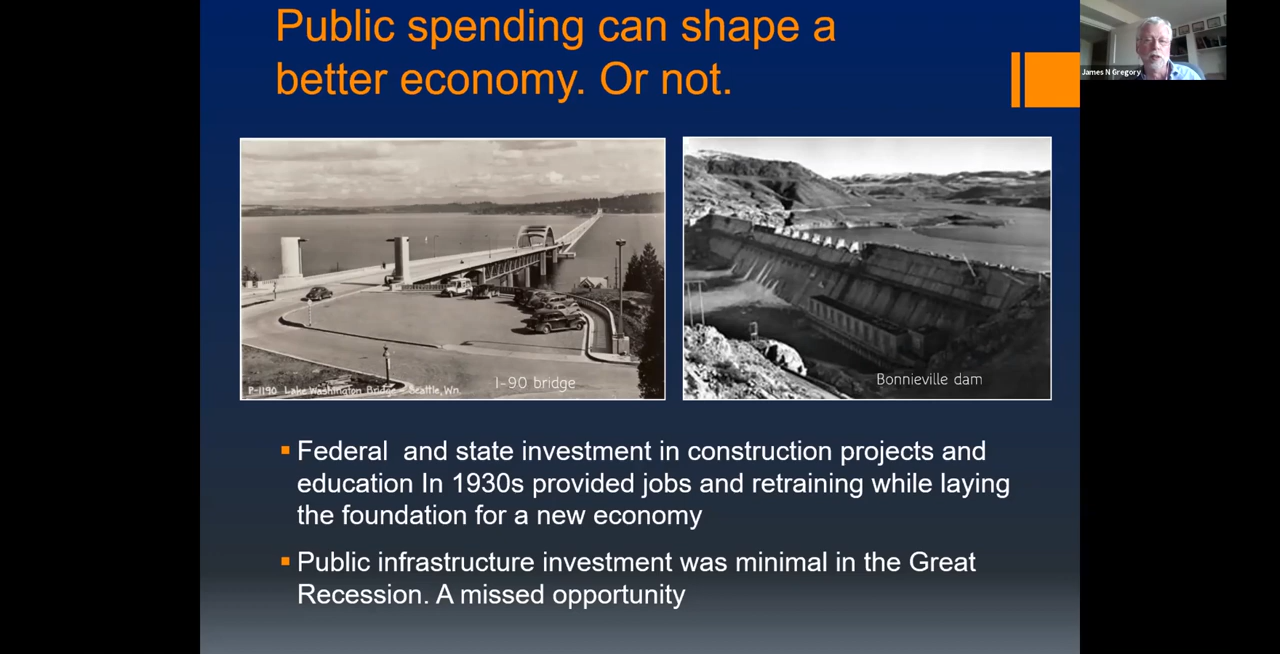 Public spending can shape a
better economy. Or not.
James N Gregory
I-90 bridge
P-1190 Lake Washington Bridge - Seattle, Wn.
Bonnieville dam
Federal and state investment in construction projects and
education In 1930s provided jobs and retraining while laying
the foundation for a new economy
Public infrastructure investment was minimal in the Great
Recession. A missed opportunity